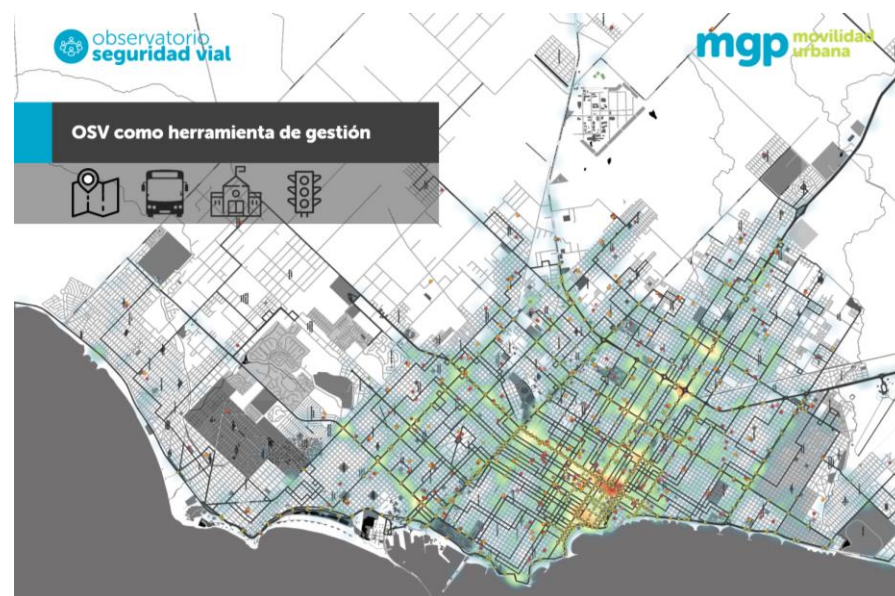 observatorio
seguridad vial
mgp movilidad
urbana
OSV como herramienta de gestión